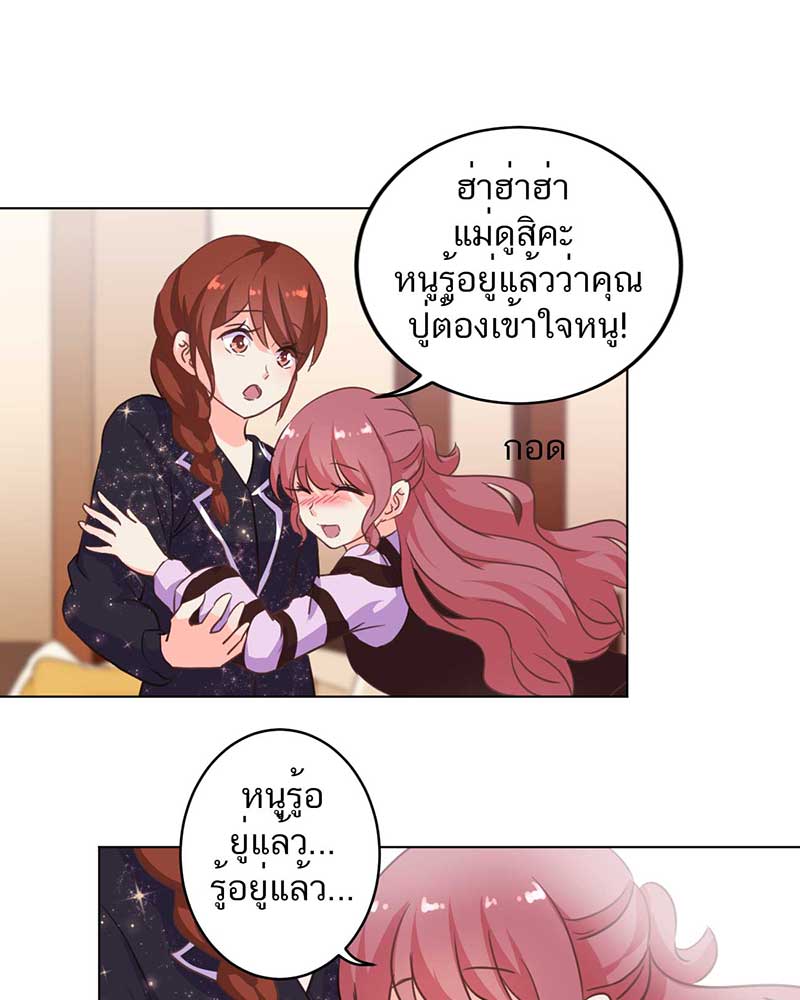 ฮ่าฮ่าฮ่า
แม่ดูสิคะ
หนูรู้อยู่แล้วว่าคุณ
ปู่ต้องเข้าใจหนู!
กอด
หนูรู้อ
ยู่แล้ว...
รู้อยู่แล้ว...